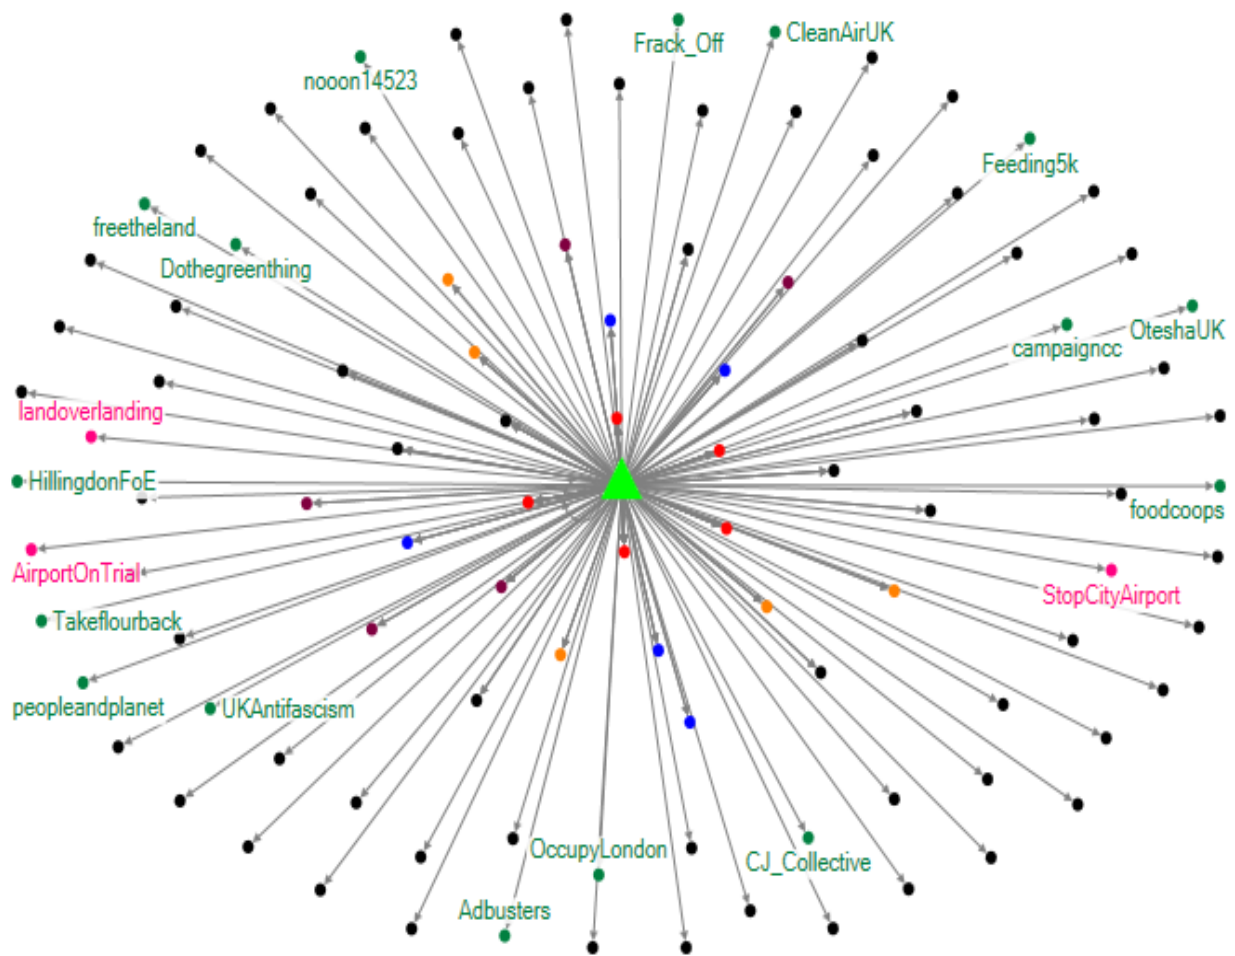 CleanAirUK
Frack_Off
nooon14523
Feeding5k
freetheland
Dothegreenthing
OteshaUK
campaigncc
landoverlanding
HillingdonFoE
foodcoops
AirportOnTrial
StopCityAirport
Takeflourback
peopleandplanet
UKAntifascism
OccupyLondon
CJ_Collective
Adbusters